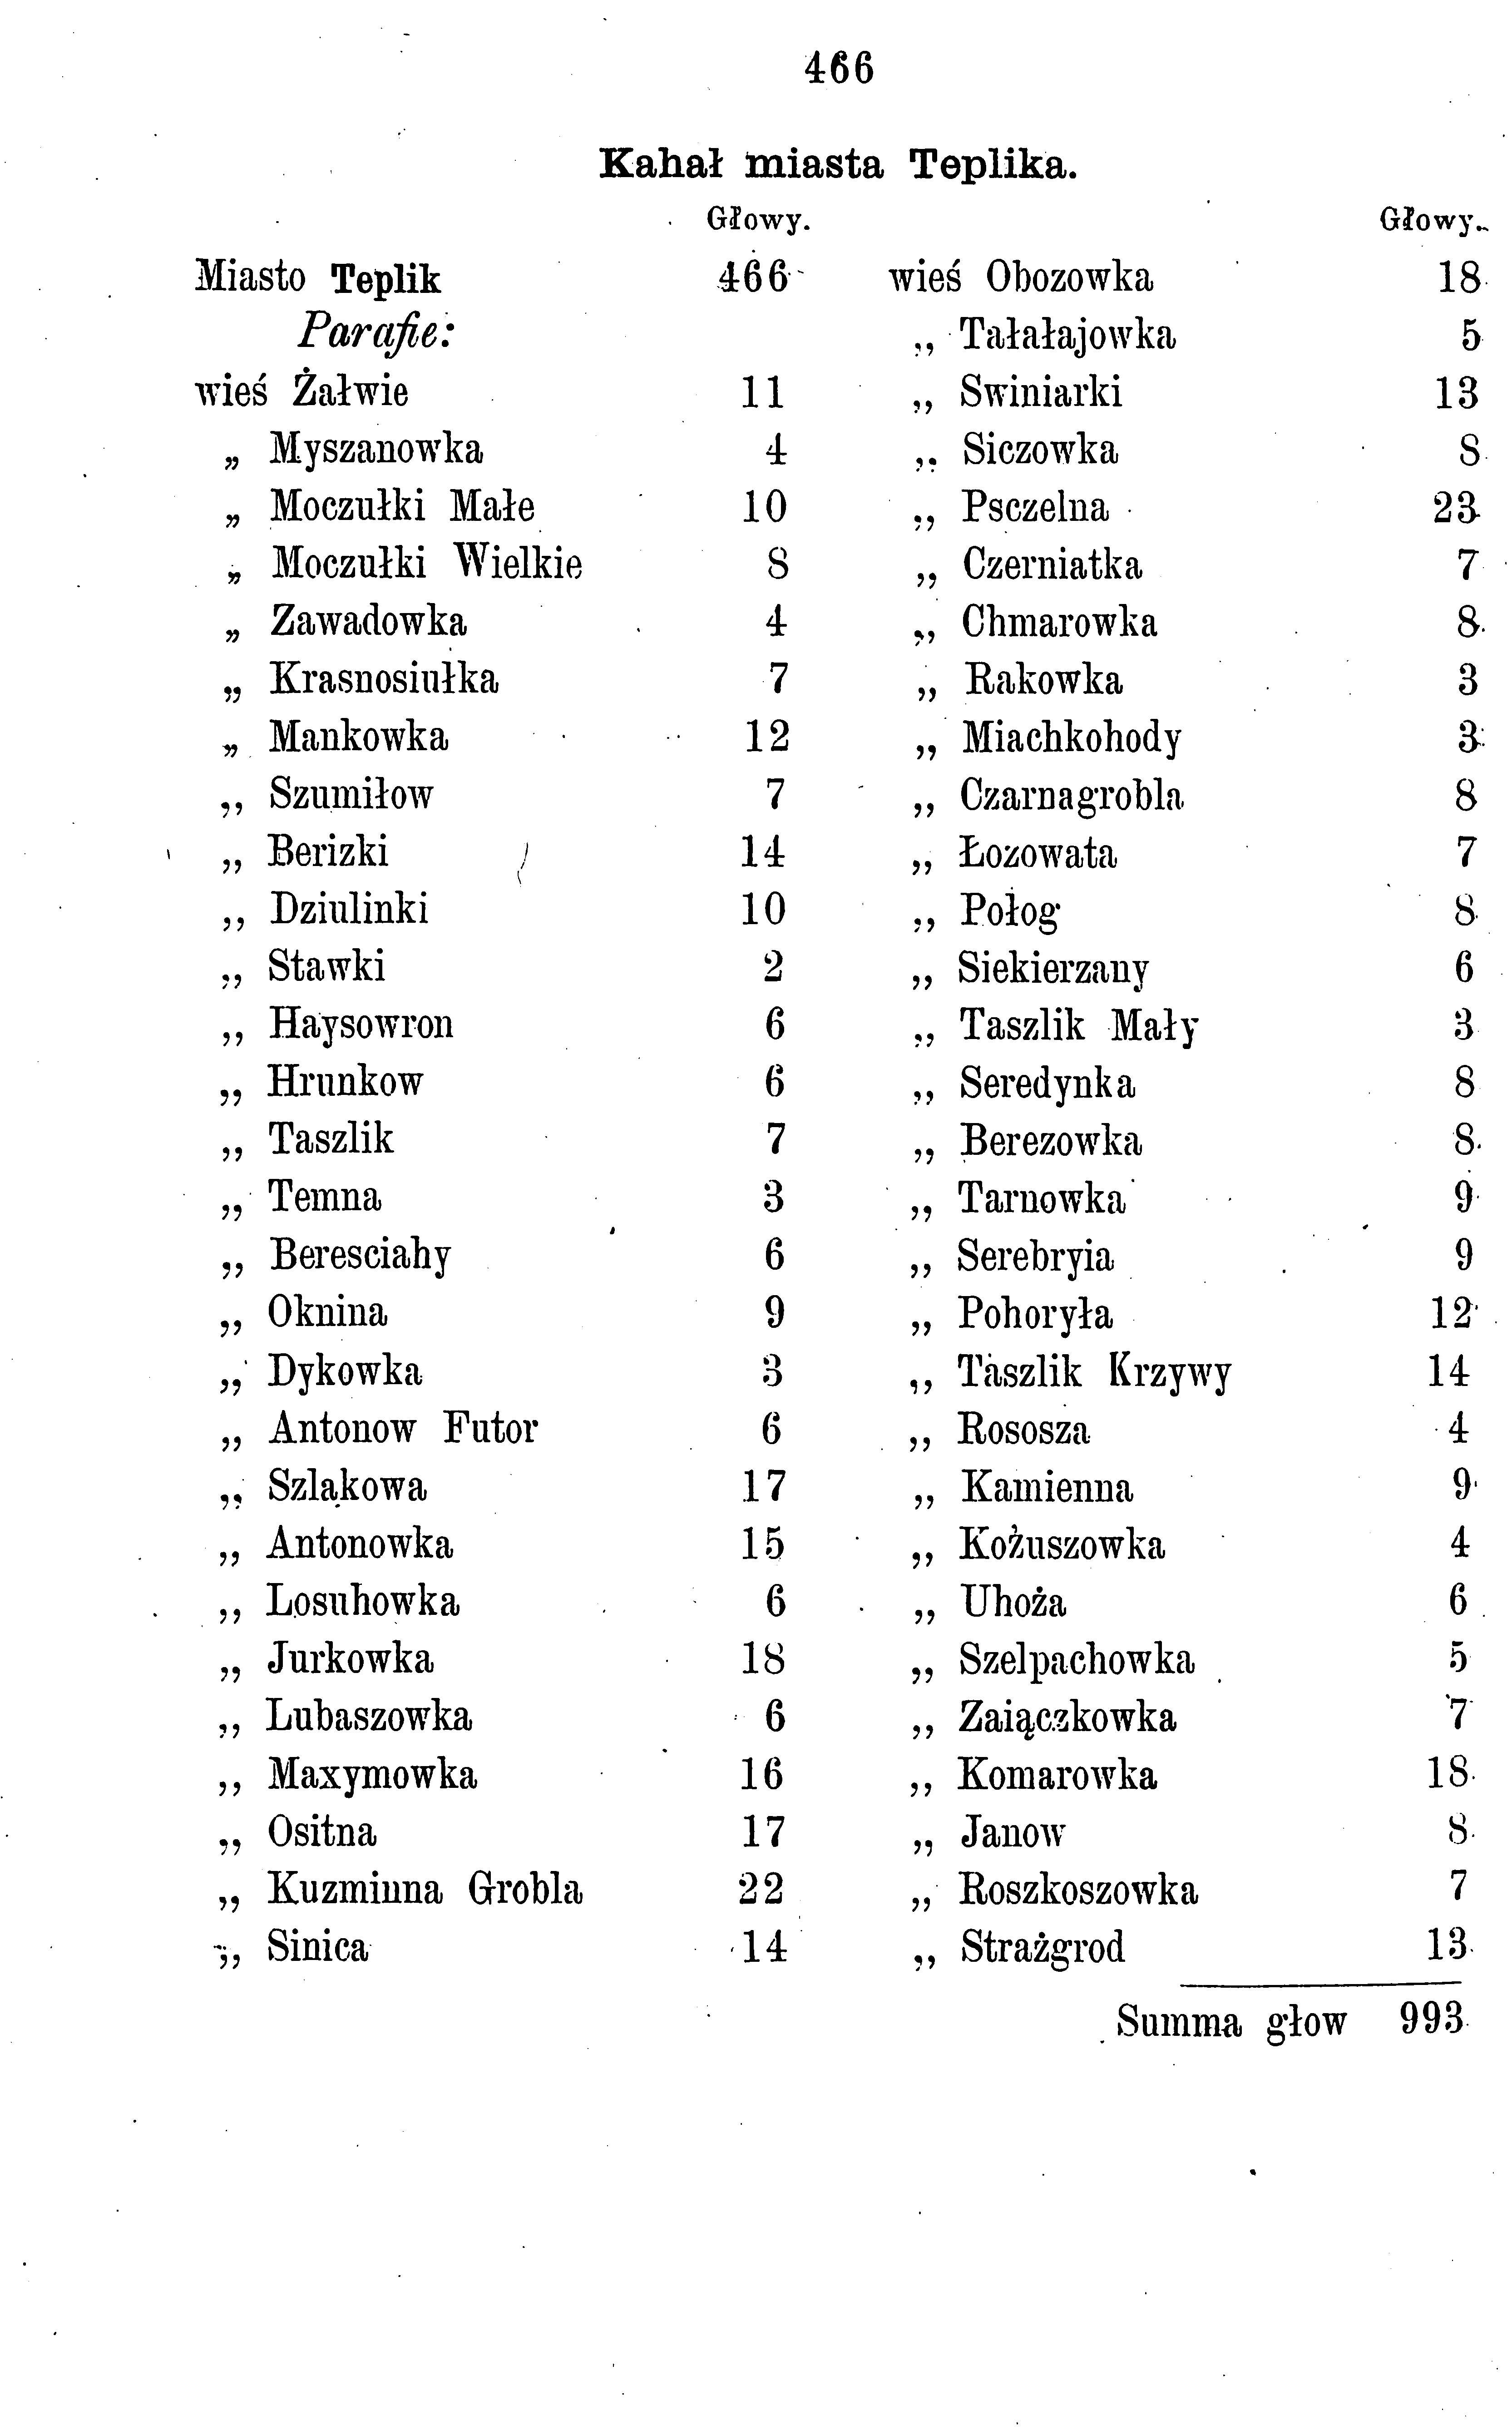 466
Kahał miasta Teplika.
Głowy.
Miasto Teplik 466
Parafie:
wieś Żałwie 11
„ Myszanowka 4
„ Moczułki Małe 10
„ Moczułki Wielkie 8
„ Zawadowka 4
„ Krasnosiułka 7
„ Mankowka 12
„ Szumiłow 7
„ Berizki 14
„ Dziulinki 10
„ Stawki 2
„ Haysowron 6
„ Hrunkow 6
„ Taszlik 7
„ Temna 3
„ Beresciahy 6
„ Oknina 9
„ Dykowka 3
„ Antonow Futor 6
„ Szląkowa 17
„ Antonowka 15
„ Losuhowka 6
„ Jurkowka 18
„ Lubaszowka 6
„ Maxymowka 16
„ Ositna 17
„ Kuzminna Grobla 22
„ Sinica 14
Głowy.
wieś Obozowka 18
„ Tałałajowka 5
„ Swiniarki 13
„ Siczowka 8
„ Psczelna 23
„ Czerniatka 7
„ Chmarowka 8
„ Rakowka 3
„ Miachkohody 3
„ Czarnagrobla 8
„ Łozowata 7
„ Połog 8
„ Siekierzany 6
„ Taszlik Mały 3
„ Seredynka 8
„ Berezowka 8
„ Tarnowka 9
„ Serebryia 9
„ Pohoryła 12
„ Taszlik Krzywy 14
„ Rososza 4
„ Kamienna 9
„ Kożuszowka 4
„ Uhoża 6
„ Szelpachowka 5
„ Zaiączkowka 7
„ Komarowka 18
„ Janow 8
„ Roszkoszowka 7
„ Strażgrod 13
Summa głow 993